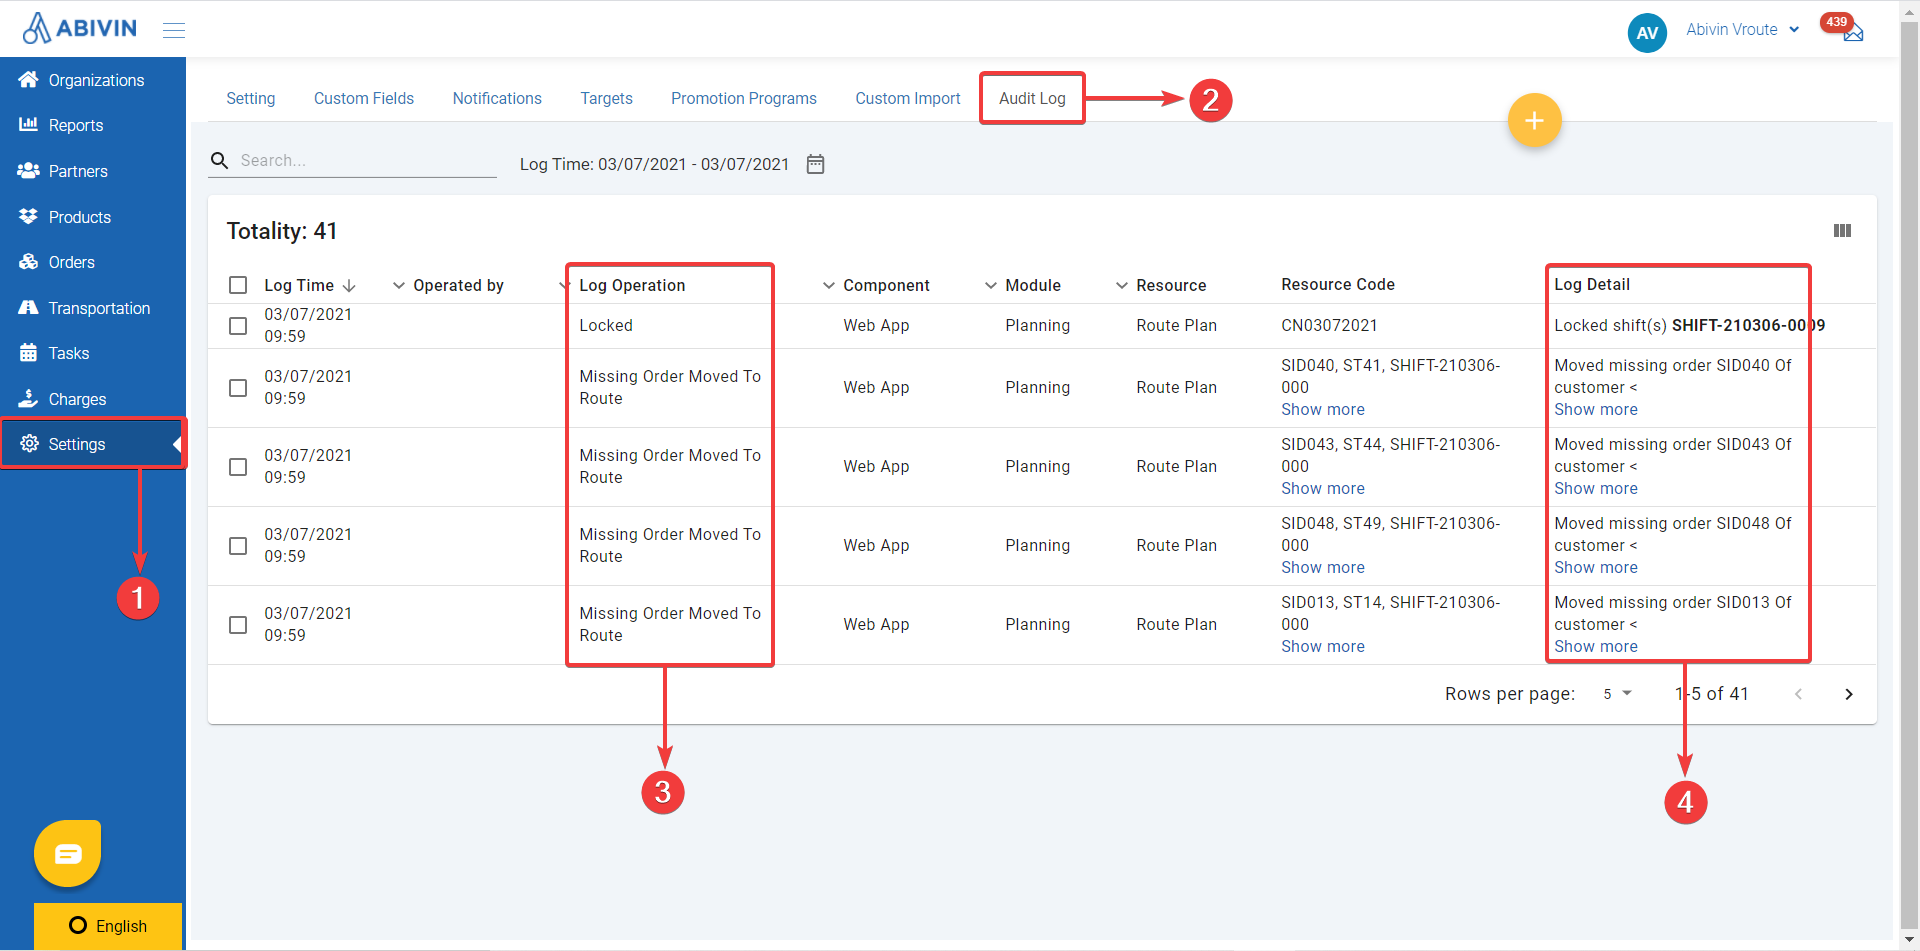 ABIVIN
AV
Abivin Vroute
439
Organizations
Reports
Partners
Products
Orders
Transportation
Tasks
Charges
Settings
1
English
Setting
Custom Fields
Notifications
Targets
Promotion Programs
Custom Import
Audit Log
2
+
Search...
Log Time: 03/07/2021 - 03/07/2021
Totality: 41
Log Time
Operated by
Log Operation
Component
Module
Resource
Resource Code
Log Detail
03/07/2021
09:59
Locked
Web App
Planning
Route Plan
CN03072021
Locked shift(s) SHIFT-210306-0009
03/07/2021
09:59
Missing Order Moved To
Route
Web App
Planning
Route Plan
SID040, ST41, SHIFT-210306-
000
Show more
Moved missing order SID040 Of
customer <
Show more
03/07/2021
09:59
Missing Order Moved To
Route
Web App
Planning
Route Plan
SID043, ST44, SHIFT-210306-
000
Show more
Moved missing order SID043 Of
customer <
Show more
03/07/2021
09:59
Missing Order Moved To
Route
Web App
Planning
Route Plan
SID048, ST49, SHIFT-210306-
000
Show more
Moved missing order SID048 Of
customer <
Show more
03/07/2021
09:59
Missing Order Moved To
Route
Web App
Planning
Route Plan
SID013, ST14, SHIFT-210306-
000
Show more
Moved missing order SID013 Of
customer <
Show more
Rows per page:
5
1-5 of 41
3
4